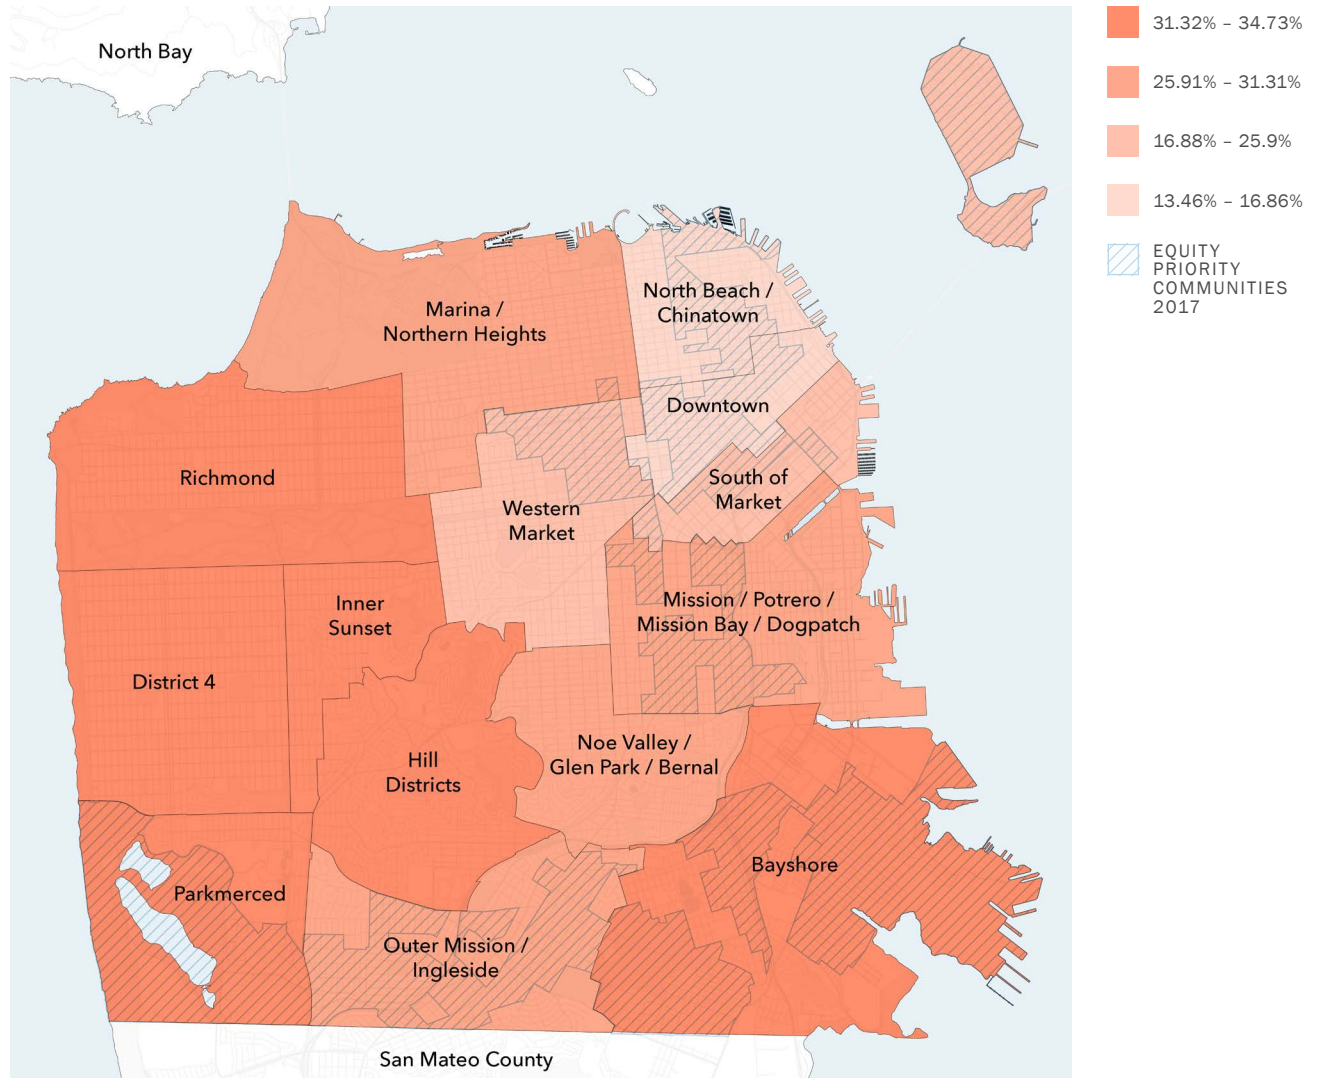 North Bay
Marina /
Northern Heights
North Beach /
Chinatown
Downtown
Richmond
South of
Market
Western
Market
Inner
Sunset
Mission / Potrero /
Mission Bay / Dogpatch
District 4
Hill
Districts
Noe Valley /
Glen Park / Bernal
Bayshore
Parkmerced
Outer Mission /
Ingleside
San Mateo County
31.32% – 34.73%
25.91% – 31.31%
16.88% – 25.9%
13.46% – 16.86%
EQUITY
PRIORITY
COMMUNITIES
2017